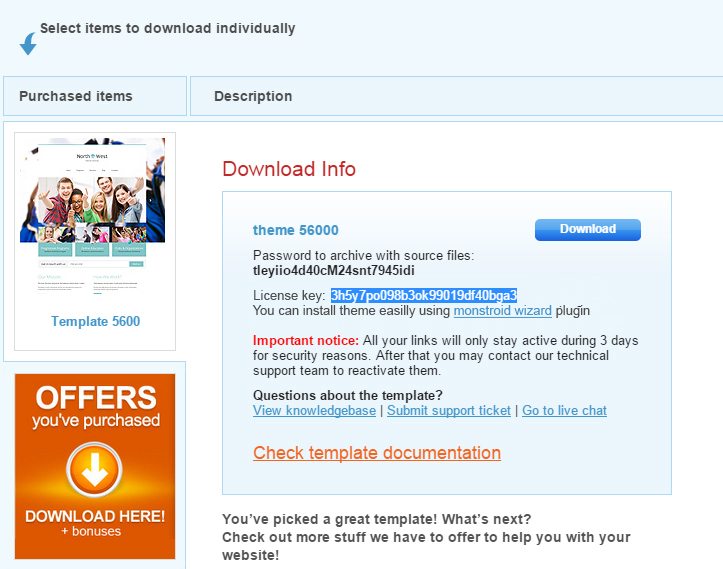 Select items to download individually
Purchased items
Description
North West
Template 5600
OFFERS
you've purchased
DOWNLOAD HERE!
+ bonuses
Download Info
theme 56000
Download
Password to archive with source files:
tleyiio4d40cM24snt7945idi
License key: 3h5y7po098b3ok99019df40bga3
You can install theme easilly using monstroid wizard plugin
Important notice: All your links will only stay active during 3 days
for security reasons. After that you may contact our technical
support team to reactivate them.
Questions about the template?
View knowledgebase | Submit support ticket | Go to live chat
Check template documentation
You've picked a great template! What's next?
Check out more stuff we have to offer to help you with your
website!